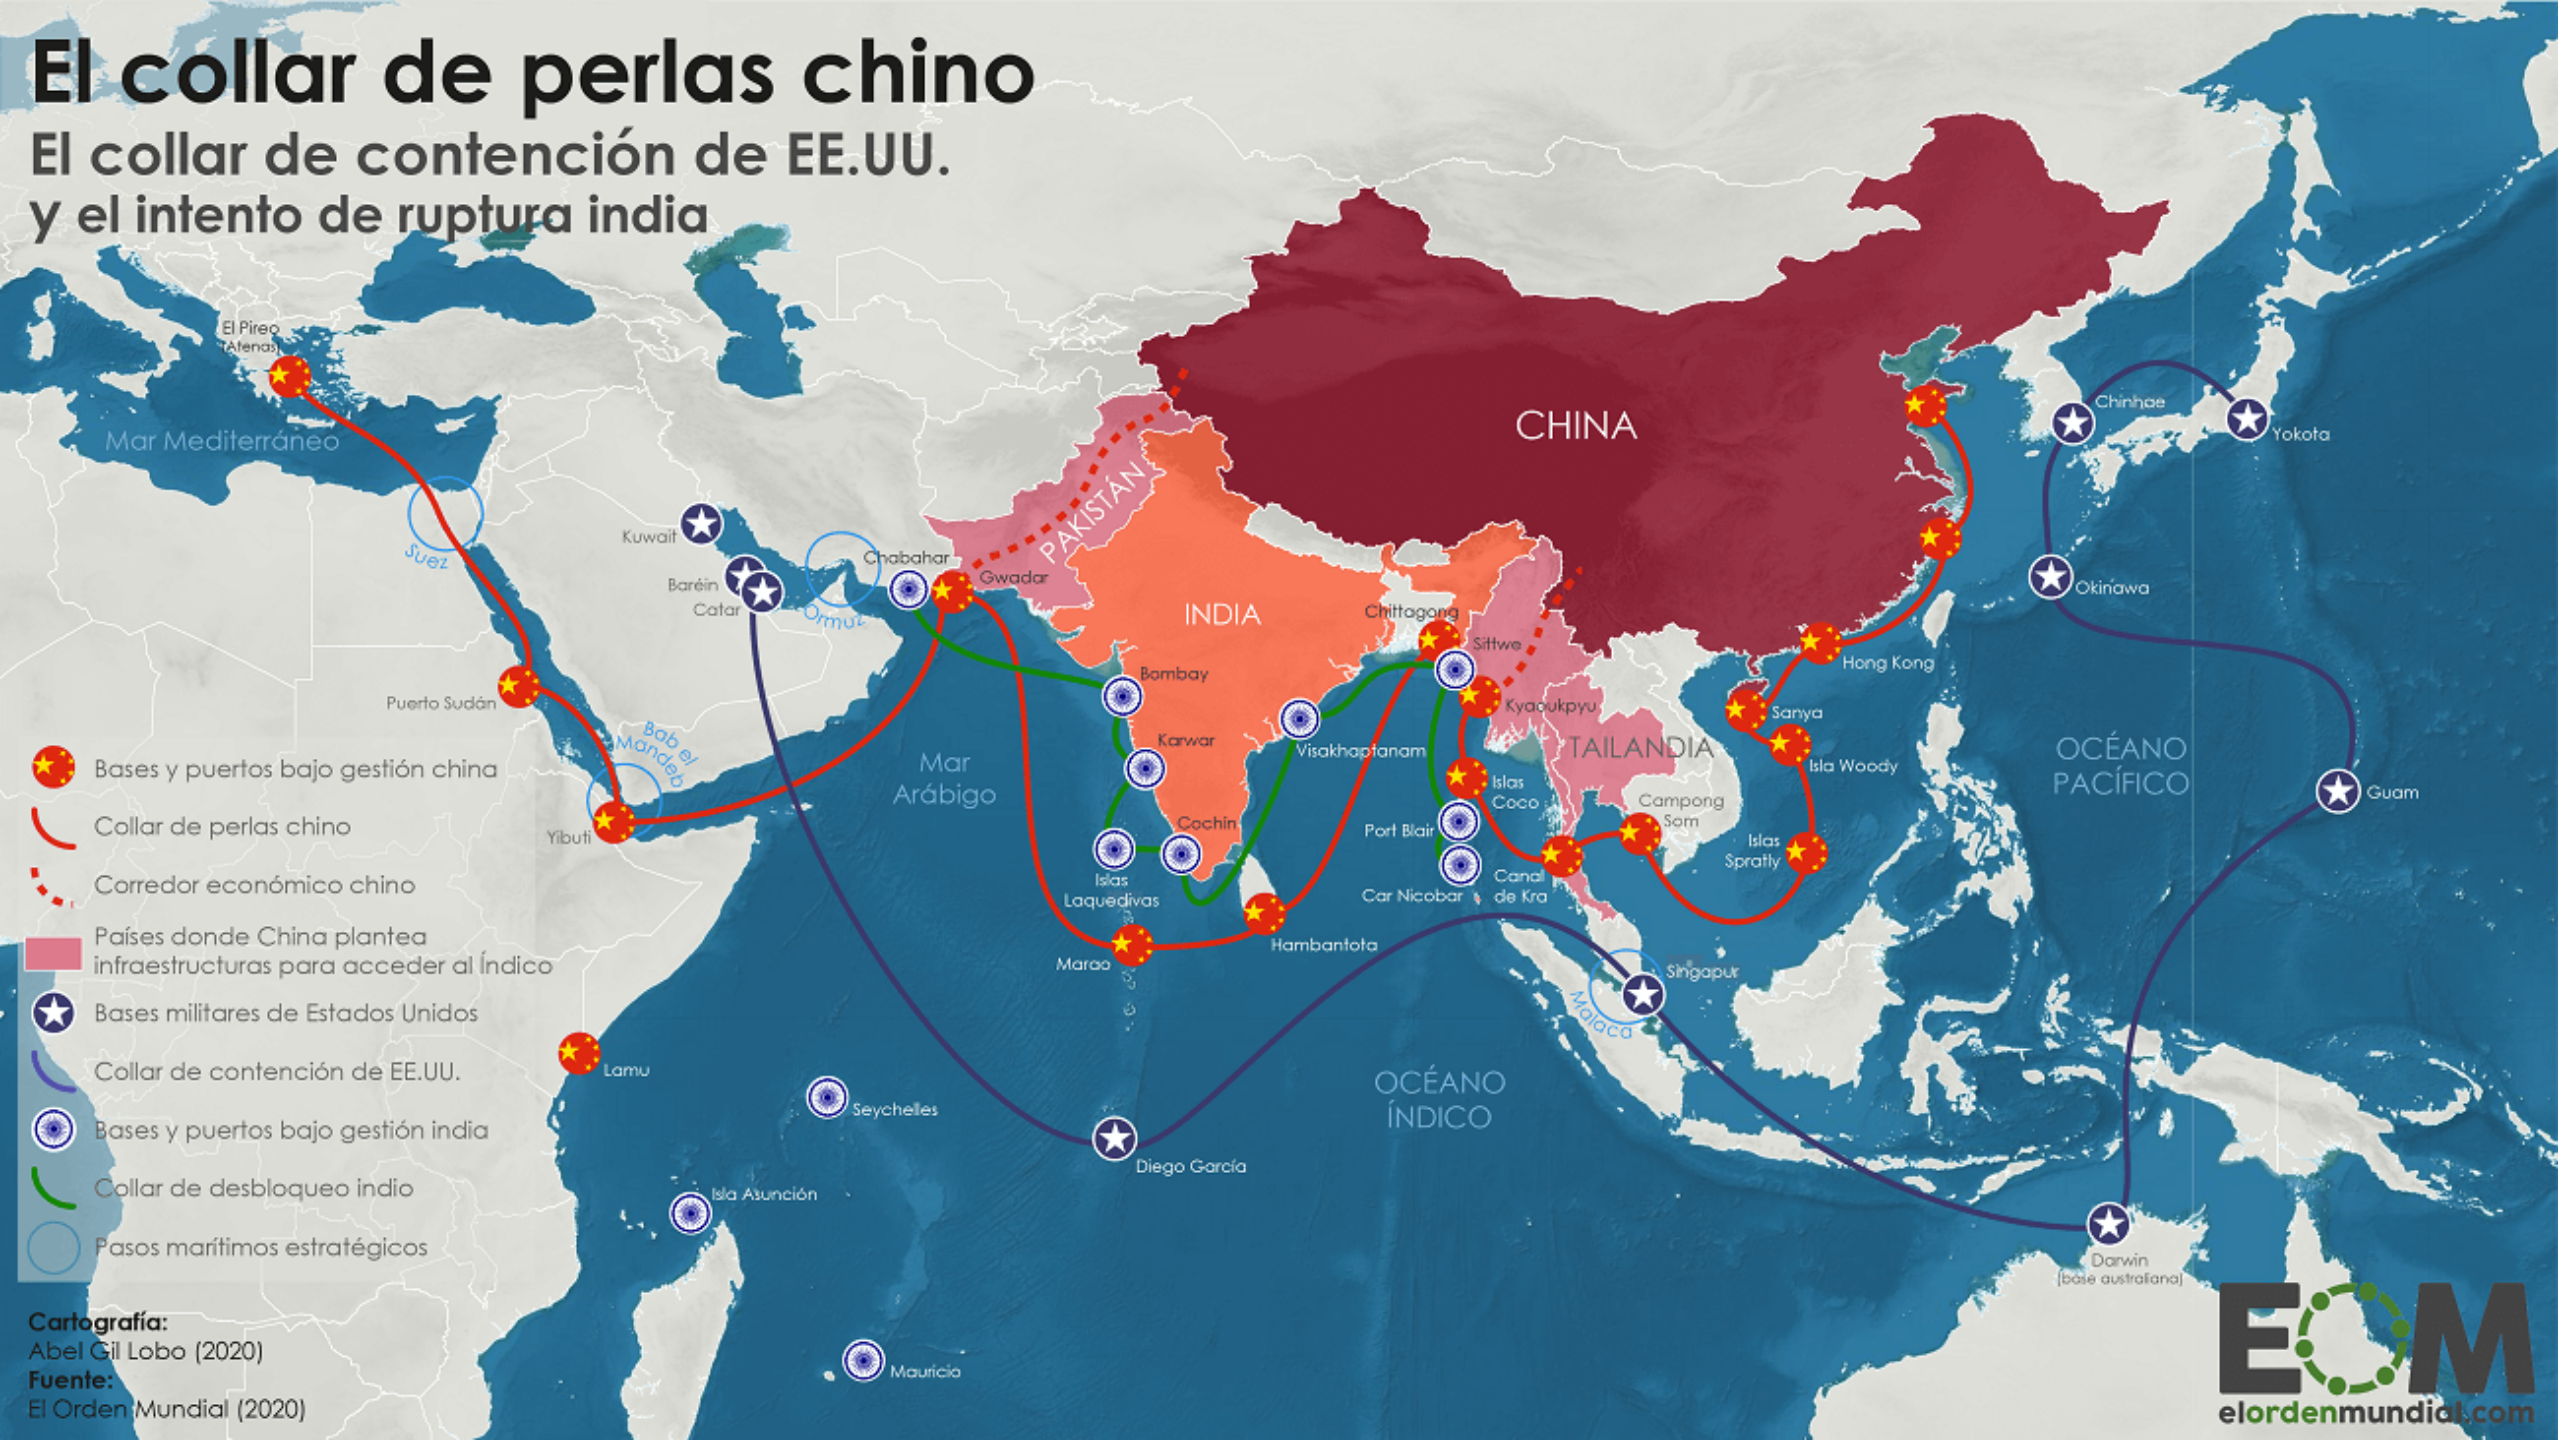 El collar de perlas chino
El collar de contención de EE.UU.
y el intento de ruptura india
El Pireo
(Atenas)
Mar Mediterráneo
Suez
Kuwait
Baréin
Catar
Ormuz
Chabahar
Gwadar
PAKISTÁN
CHINA
INDIA
Chinhae
Yokota
Okinawa
Chittagong
Sittwe
Hong Kong
Bombay
Puerto Sudán
Kyaoukpyu
Sanya
Karwar
Visakhaptanam
TAILANDIA
Isla Woody
Bab el
Mandeb
Mar
Arábigo
OCÉANO
PACÍFICO
Guam
Islas
Coco
Campong
Som
Yibuti
Cochin
Port Blair
Islas
Spratly
Islas
Laquedivas
Car Nicobar
Canal
de Kra
Marao
Hambantota
Singapur
Malaca
Lamu
Seychelles
OCÉANO
ÍNDICO
Diego García
Isla Asunción
Mauricio
Darwin
(base australiana)
Bases y puertos bajo gestión china
Collar de perlas chino
Corredor económico chino
Países donde China plantea
infraestructuras para acceder al Índico
Bases militares de Estados Unidos
Collar de contención de EE.UU.
Bases y puertos bajo gestión india
Collar de desbloqueo indio
Pasos marítimos estratégicos
Cartografía:
Abel Gil Lobo (2020)
Fuente:
El Orden Mundial (2020)
EOM
elordenmundial.com